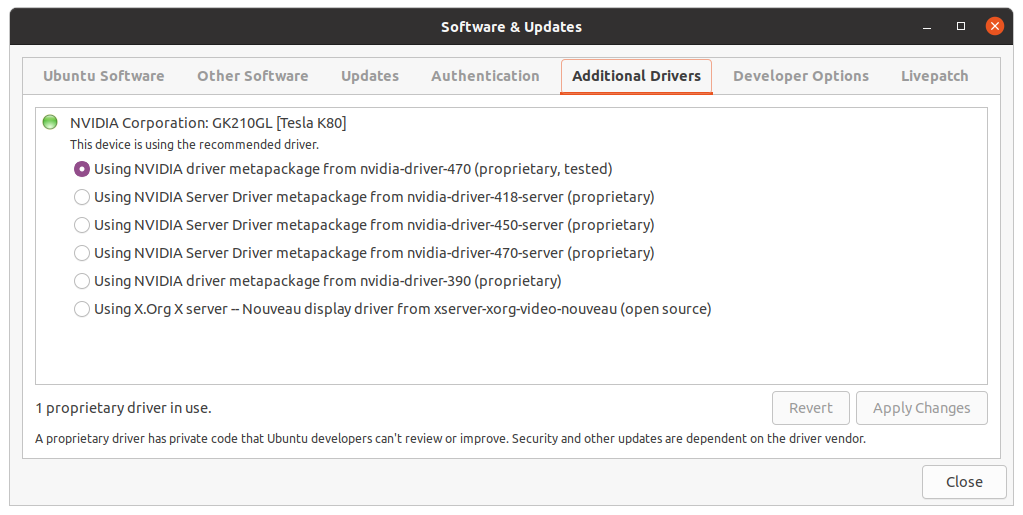 Software & Updates
Ubuntu Software Other Software Updates Authentication Additional Drivers Developer Options Livepatch
NVIDIA Corporation: GK210GL [Tesla K80]
This device is using the recommended driver.
Using NVIDIA driver metapackage from nvidia-driver-470 (proprietary, tested)
Using NVIDIA Server Driver metapackage from nvidia-driver-418-server (proprietary)
Using NVIDIA Server Driver metapackage from nvidia-driver-450-server (proprietary)
Using NVIDIA Server Driver metapackage from nvidia-driver-470-server (proprietary)
Using NVIDIA driver metapackage from nvidia-driver-390 (proprietary)
Using X.Org X server -- Nouveau display driver from xserver-xorg-video-nouveau (open source)
1 proprietary driver in use. Revert Apply Changes
A proprietary driver has private code that Ubuntu developers can't review or improve. Security and other updates are dependent on the driver vendor.
Close